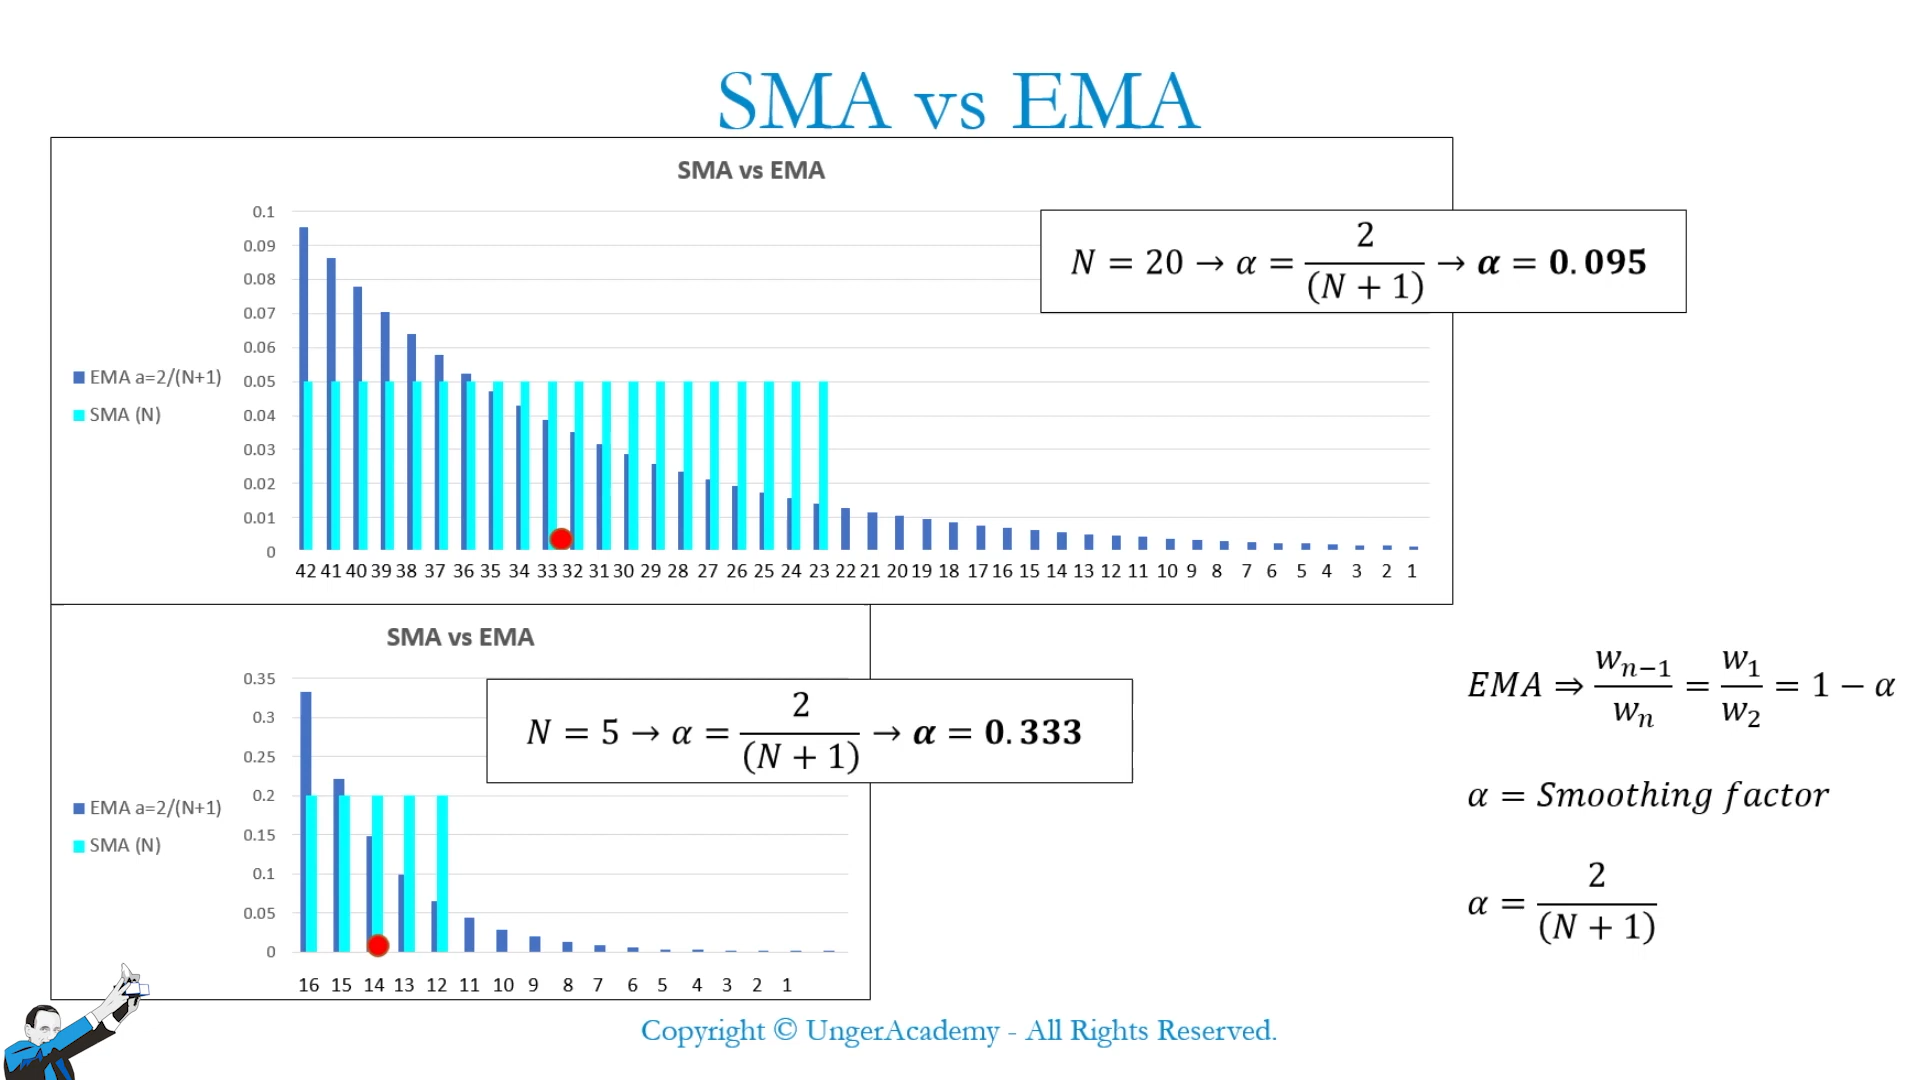 SMA vs EMA
SMA vs EMA
0.1
0.09
0.08
0.07
0.06
0.05
0.04
0.03
0.02
0.01
0
EMA a=2/(N+1)
SMA (N)
N = 20 → α = 2/(N + 1) → α = 0.095
42 41 40 39 38 37 36 35 34 33 32 31 30 29 28 27 26 25 24 23 22 21 20 19 18 17 16 15 14 13 12 11 10 9 8 7 6 5 4 3 2 1
SMA vs EMA
0.35
0.3
0.25
0.2
0.15
0.1
0.05
0
EMA a=2/(N+1)
SMA (N)
N = 5 → α = 2/(N + 1) → α = 0.333
16 15 14 13 12 11 10 9 8 7 6 5 4 3 2 1
EMA ⇒ wₙ₋₁/wₙ = w₁/w₂ = 1 − α
α = Smoothing factor
α = 2/(N + 1)
Copyright © UngerAcademy - All Rights Reserved.